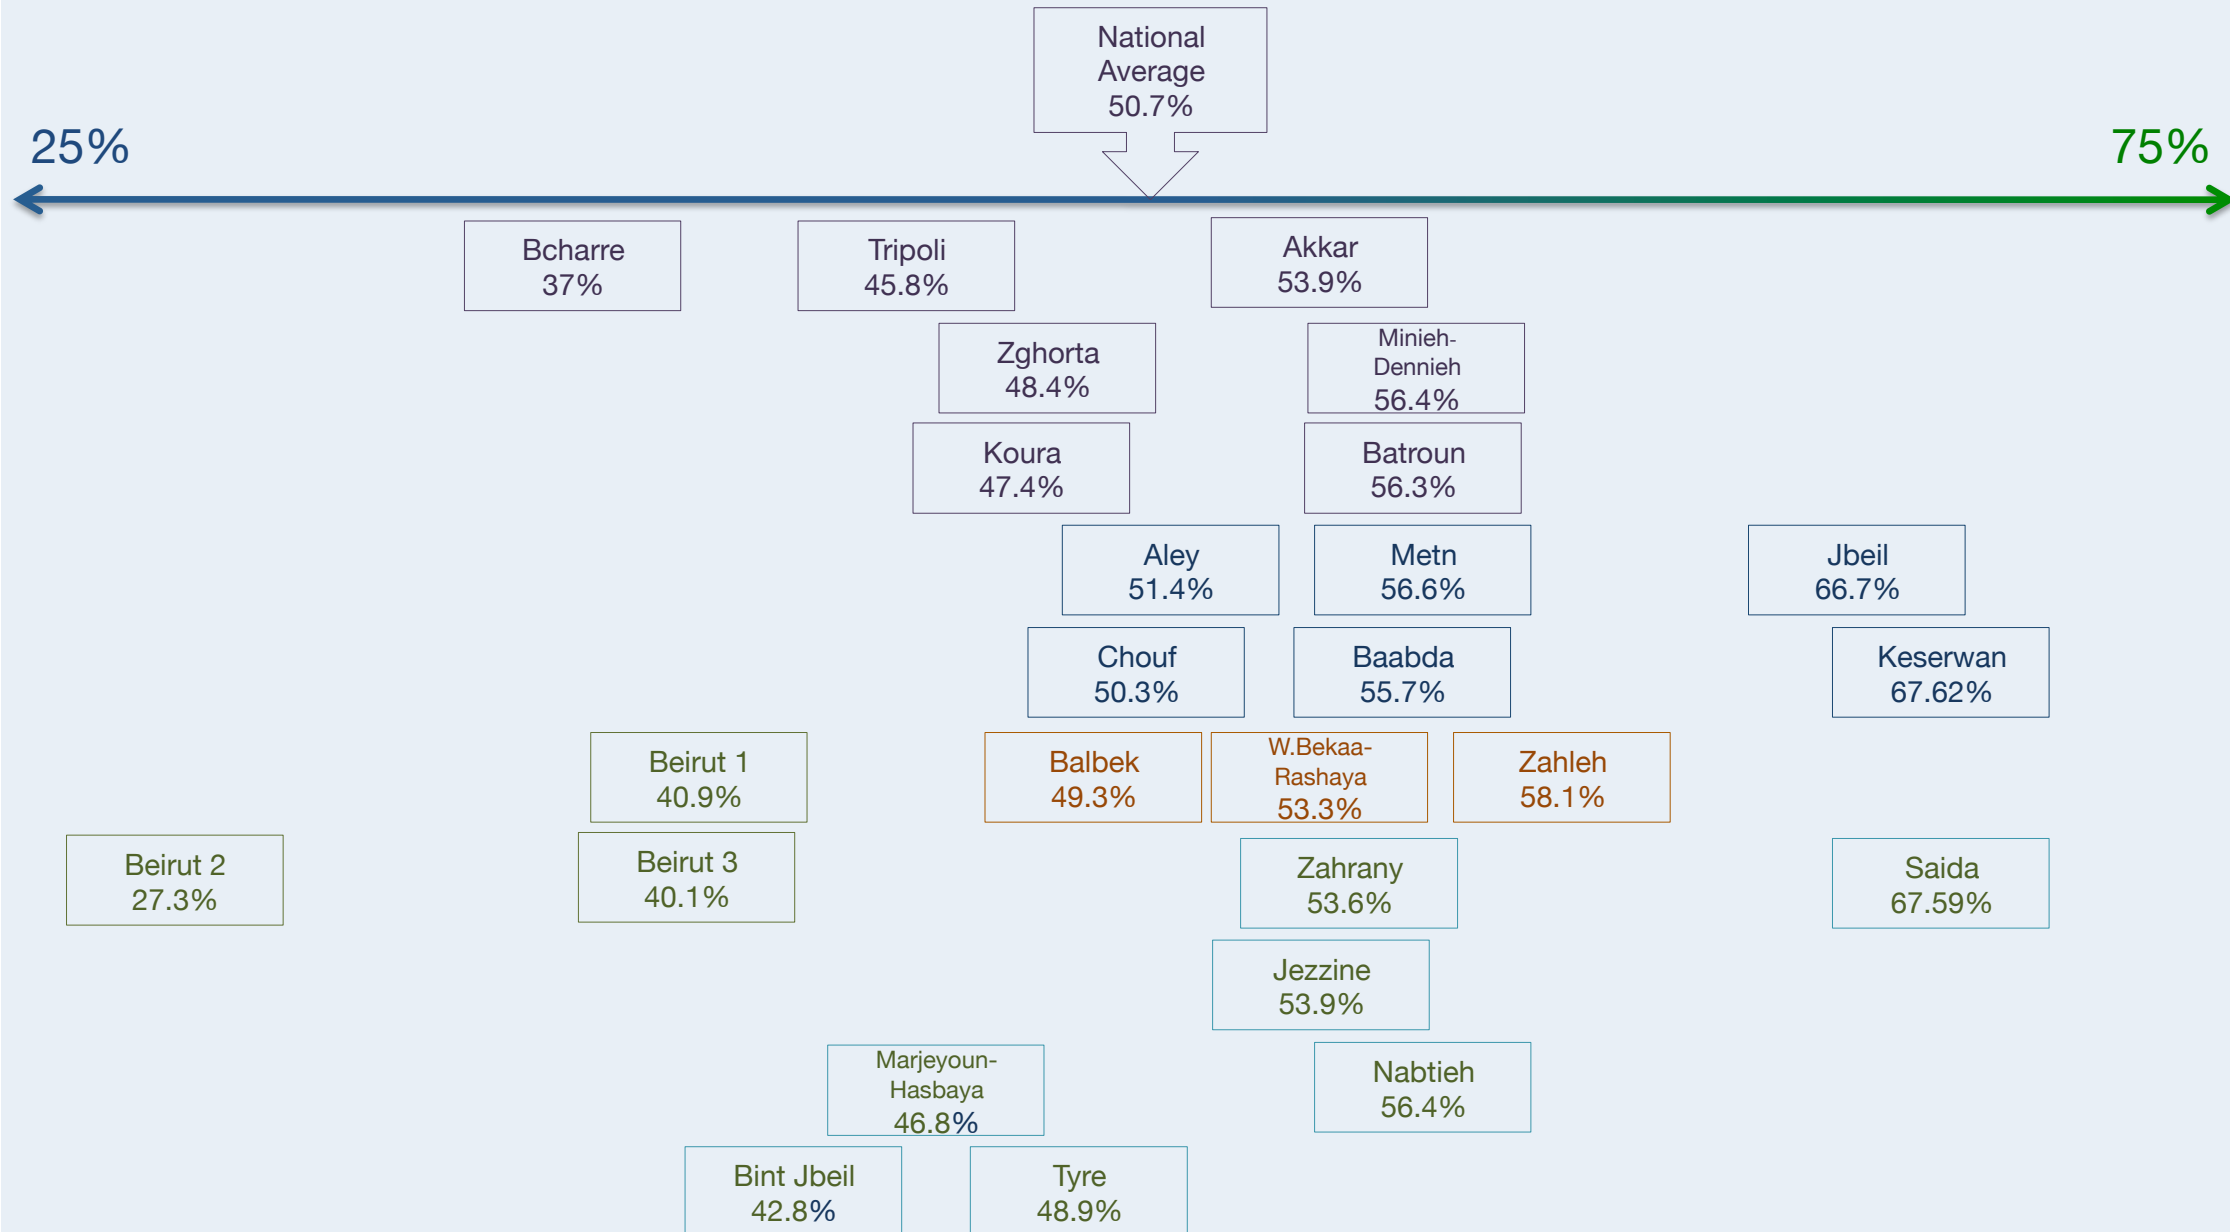 National
Average
50.7%
25%
75%
Bcharre
37%
Tripoli
45.8%
Akkar
53.9%
Zghorta
48.4%
Minieh-
Dennieh
56.4%
Koura
47.4%
Batroun
56.3%
Aley
51.4%
Metn
56.6%
Jbeil
66.7%
Chouf
50.3%
Baabda
55.7%
Keserwan
67.62%
Beirut 1
40.9%
Balbek
49.3%
W.Bekaa-
Rashaya
53.3%
Zahleh
58.1%
Beirut 2
27.3%
Beirut 3
40.1%
Zahrany
53.6%
Saida
67.59%
Jezzine
53.9%
Marjeyoun-
Hasbaya
46.8%
Nabtieh
56.4%
Bint Jbeil
42.8%
Tyre
48.9%